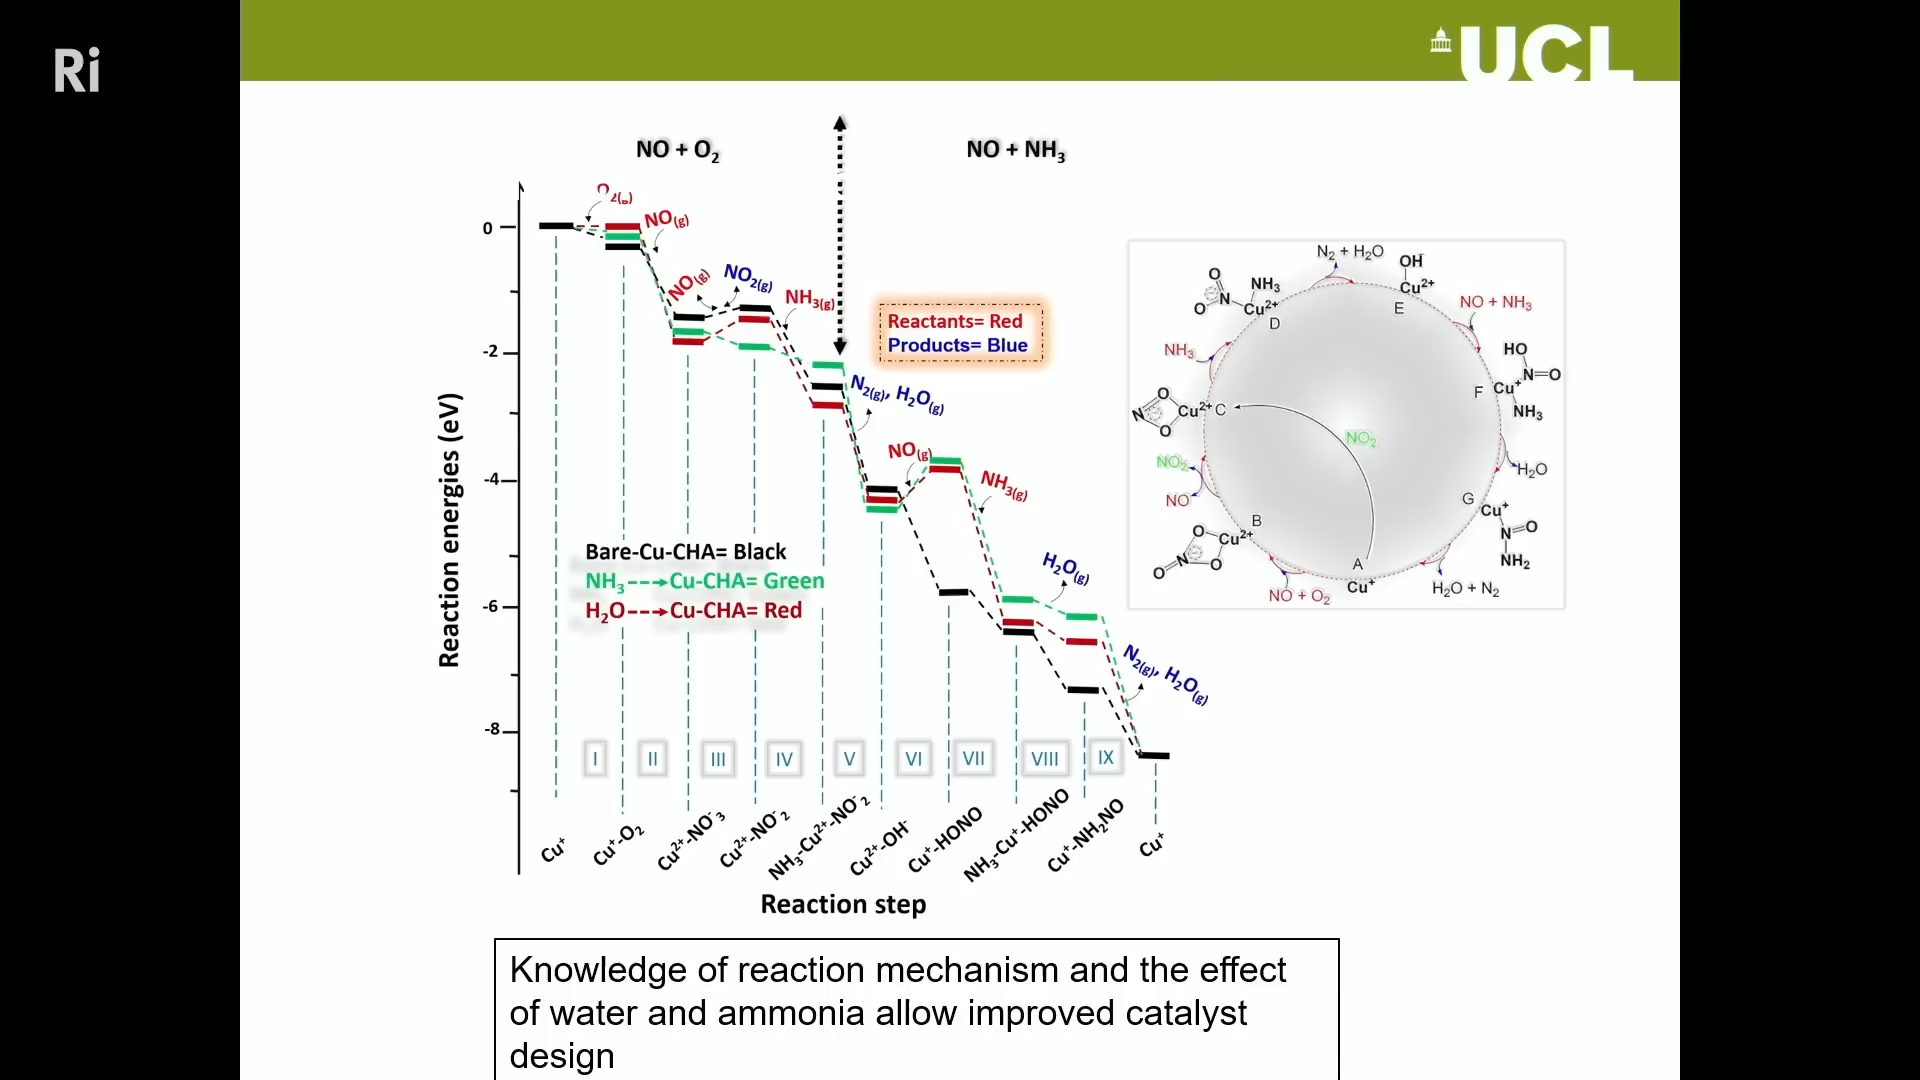 Ri
UCL
NO + O₂
NO + NH₃
O₂(g)
NO(g)
NO(g)
NO₂(g)
NH₃(g)
Reactants= Red
Products= Blue
N₂(g), H₂O(g)
NO(g)
NH₃(g)
H₂O(g)
N₂(g), H₂O(g)
Reaction energies (eV)
0
-2
-4
-6
-8
Bare-Cu-CHA= Black
NH₃--→Cu-CHA= Green
H₂O--→Cu-CHA= Red
I II III IV V VI VII VIII IX
Cu⁺
Cu⁺-O₂
Cu²⁺-NO⁻₃
Cu²⁺-NO⁻₂
NH₃-Cu²⁺-NO⁻₂
Cu²⁺-OH⁻
Cu⁺-HONO
NH₃-Cu⁺-HONO
Cu⁺-NH₂NO
Cu⁺
Reaction step
N₂ + H₂O
OH
Cu²⁺
E
NO + NH₃
HO
N=O
F Cu⁺
NH₃
H₂O
G
Cu⁺
N=O
NH₂
H₂O + N₂
A
Cu⁺
NO + O₂
B
O Cu²⁺
N
O O
NO
NO₂
NO₂
O
N Cu²⁺ C
O
NH₃
O NH₃
N Cu²⁺
O D
Knowledge of reaction mechanism and the effect
of water and ammonia allow improved catalyst
design